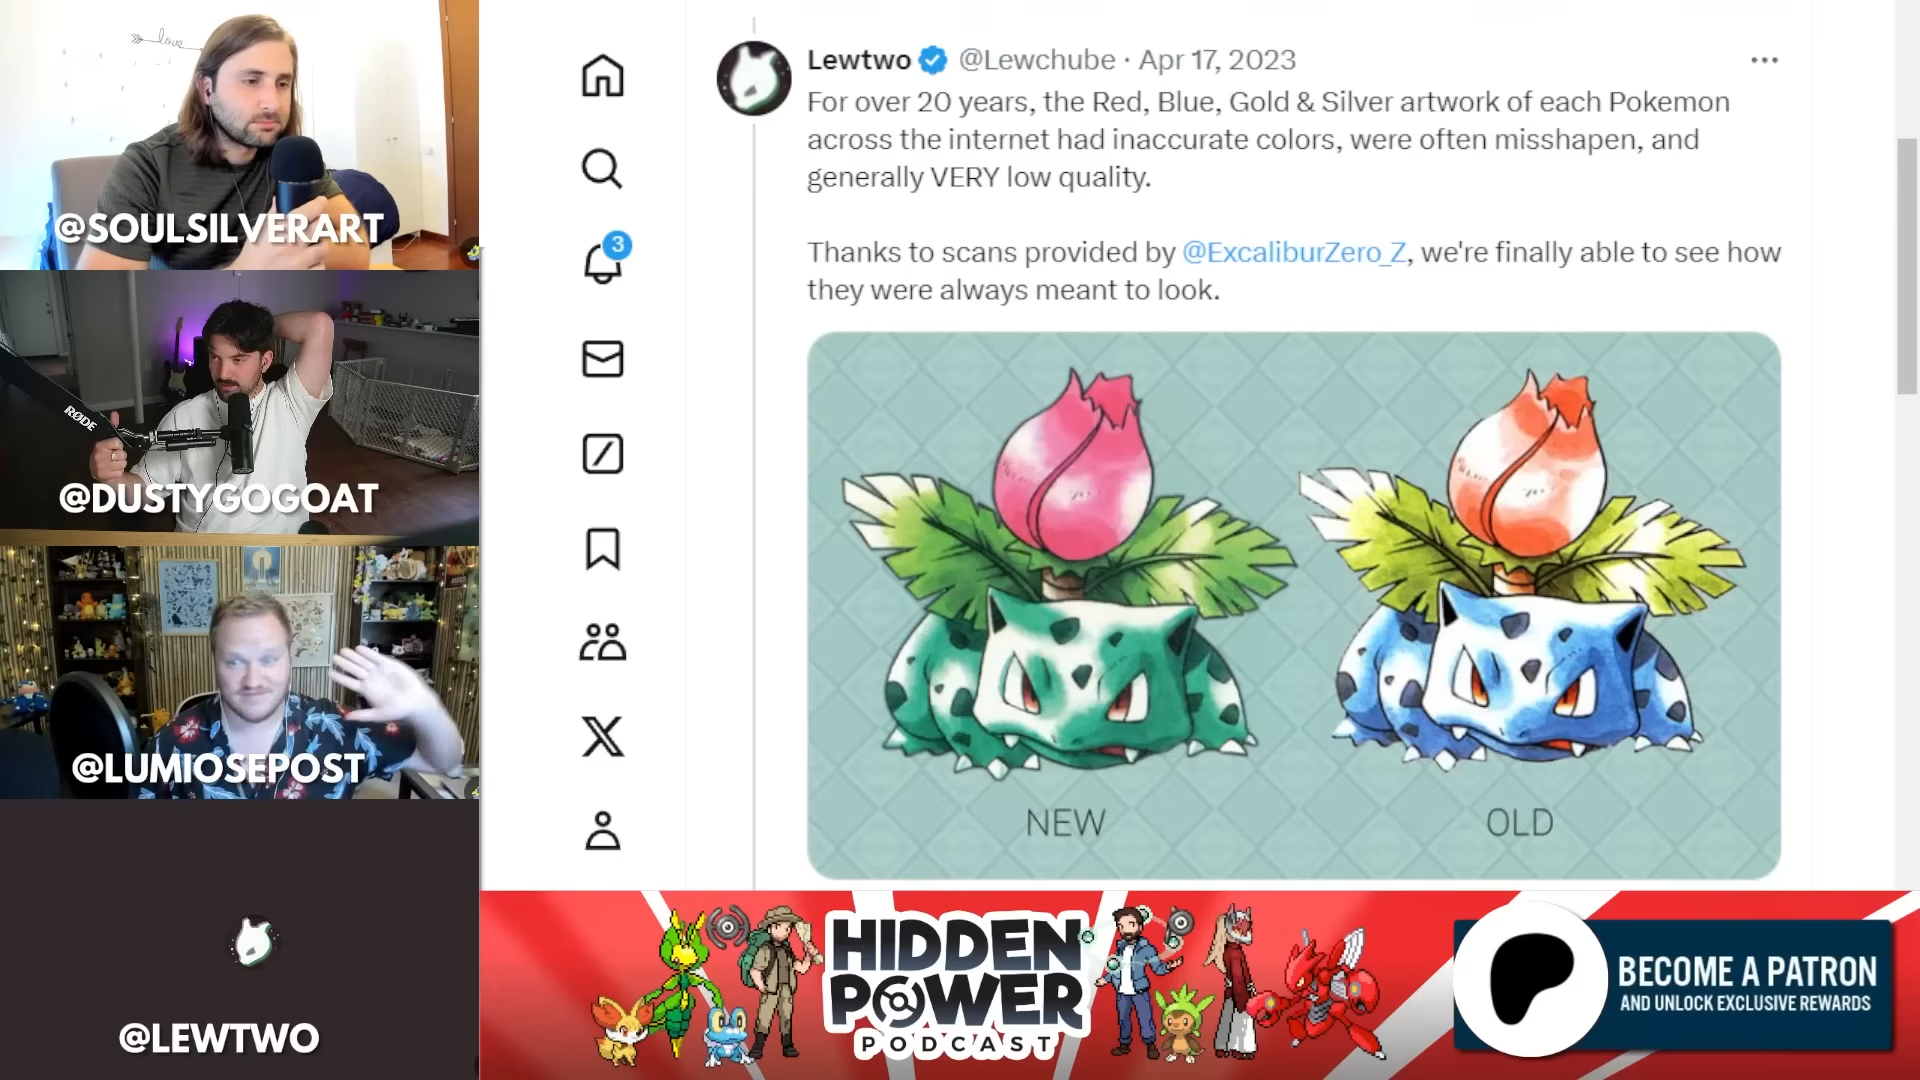 love
@SOULSILVERART
RØDE
@DUSTYGOGOAT
@LUMIOSEPOST
@LEWTWO
Lewtwo @Lewchube · Apr 17, 2023
For over 20 years, the Red, Blue, Gold & Silver artwork of each Pokemon
across the internet had inaccurate colors, were often misshapen, and
generally VERY low quality.
Thanks to scans provided by @ExcaliburZero_Z, we're finally able to see how
they were always meant to look.
3
NEW
OLD
HIDDEN
POWER
PODCAST
BECOME A PATRON
AND UNLOCK EXCLUSIVE REWARDS